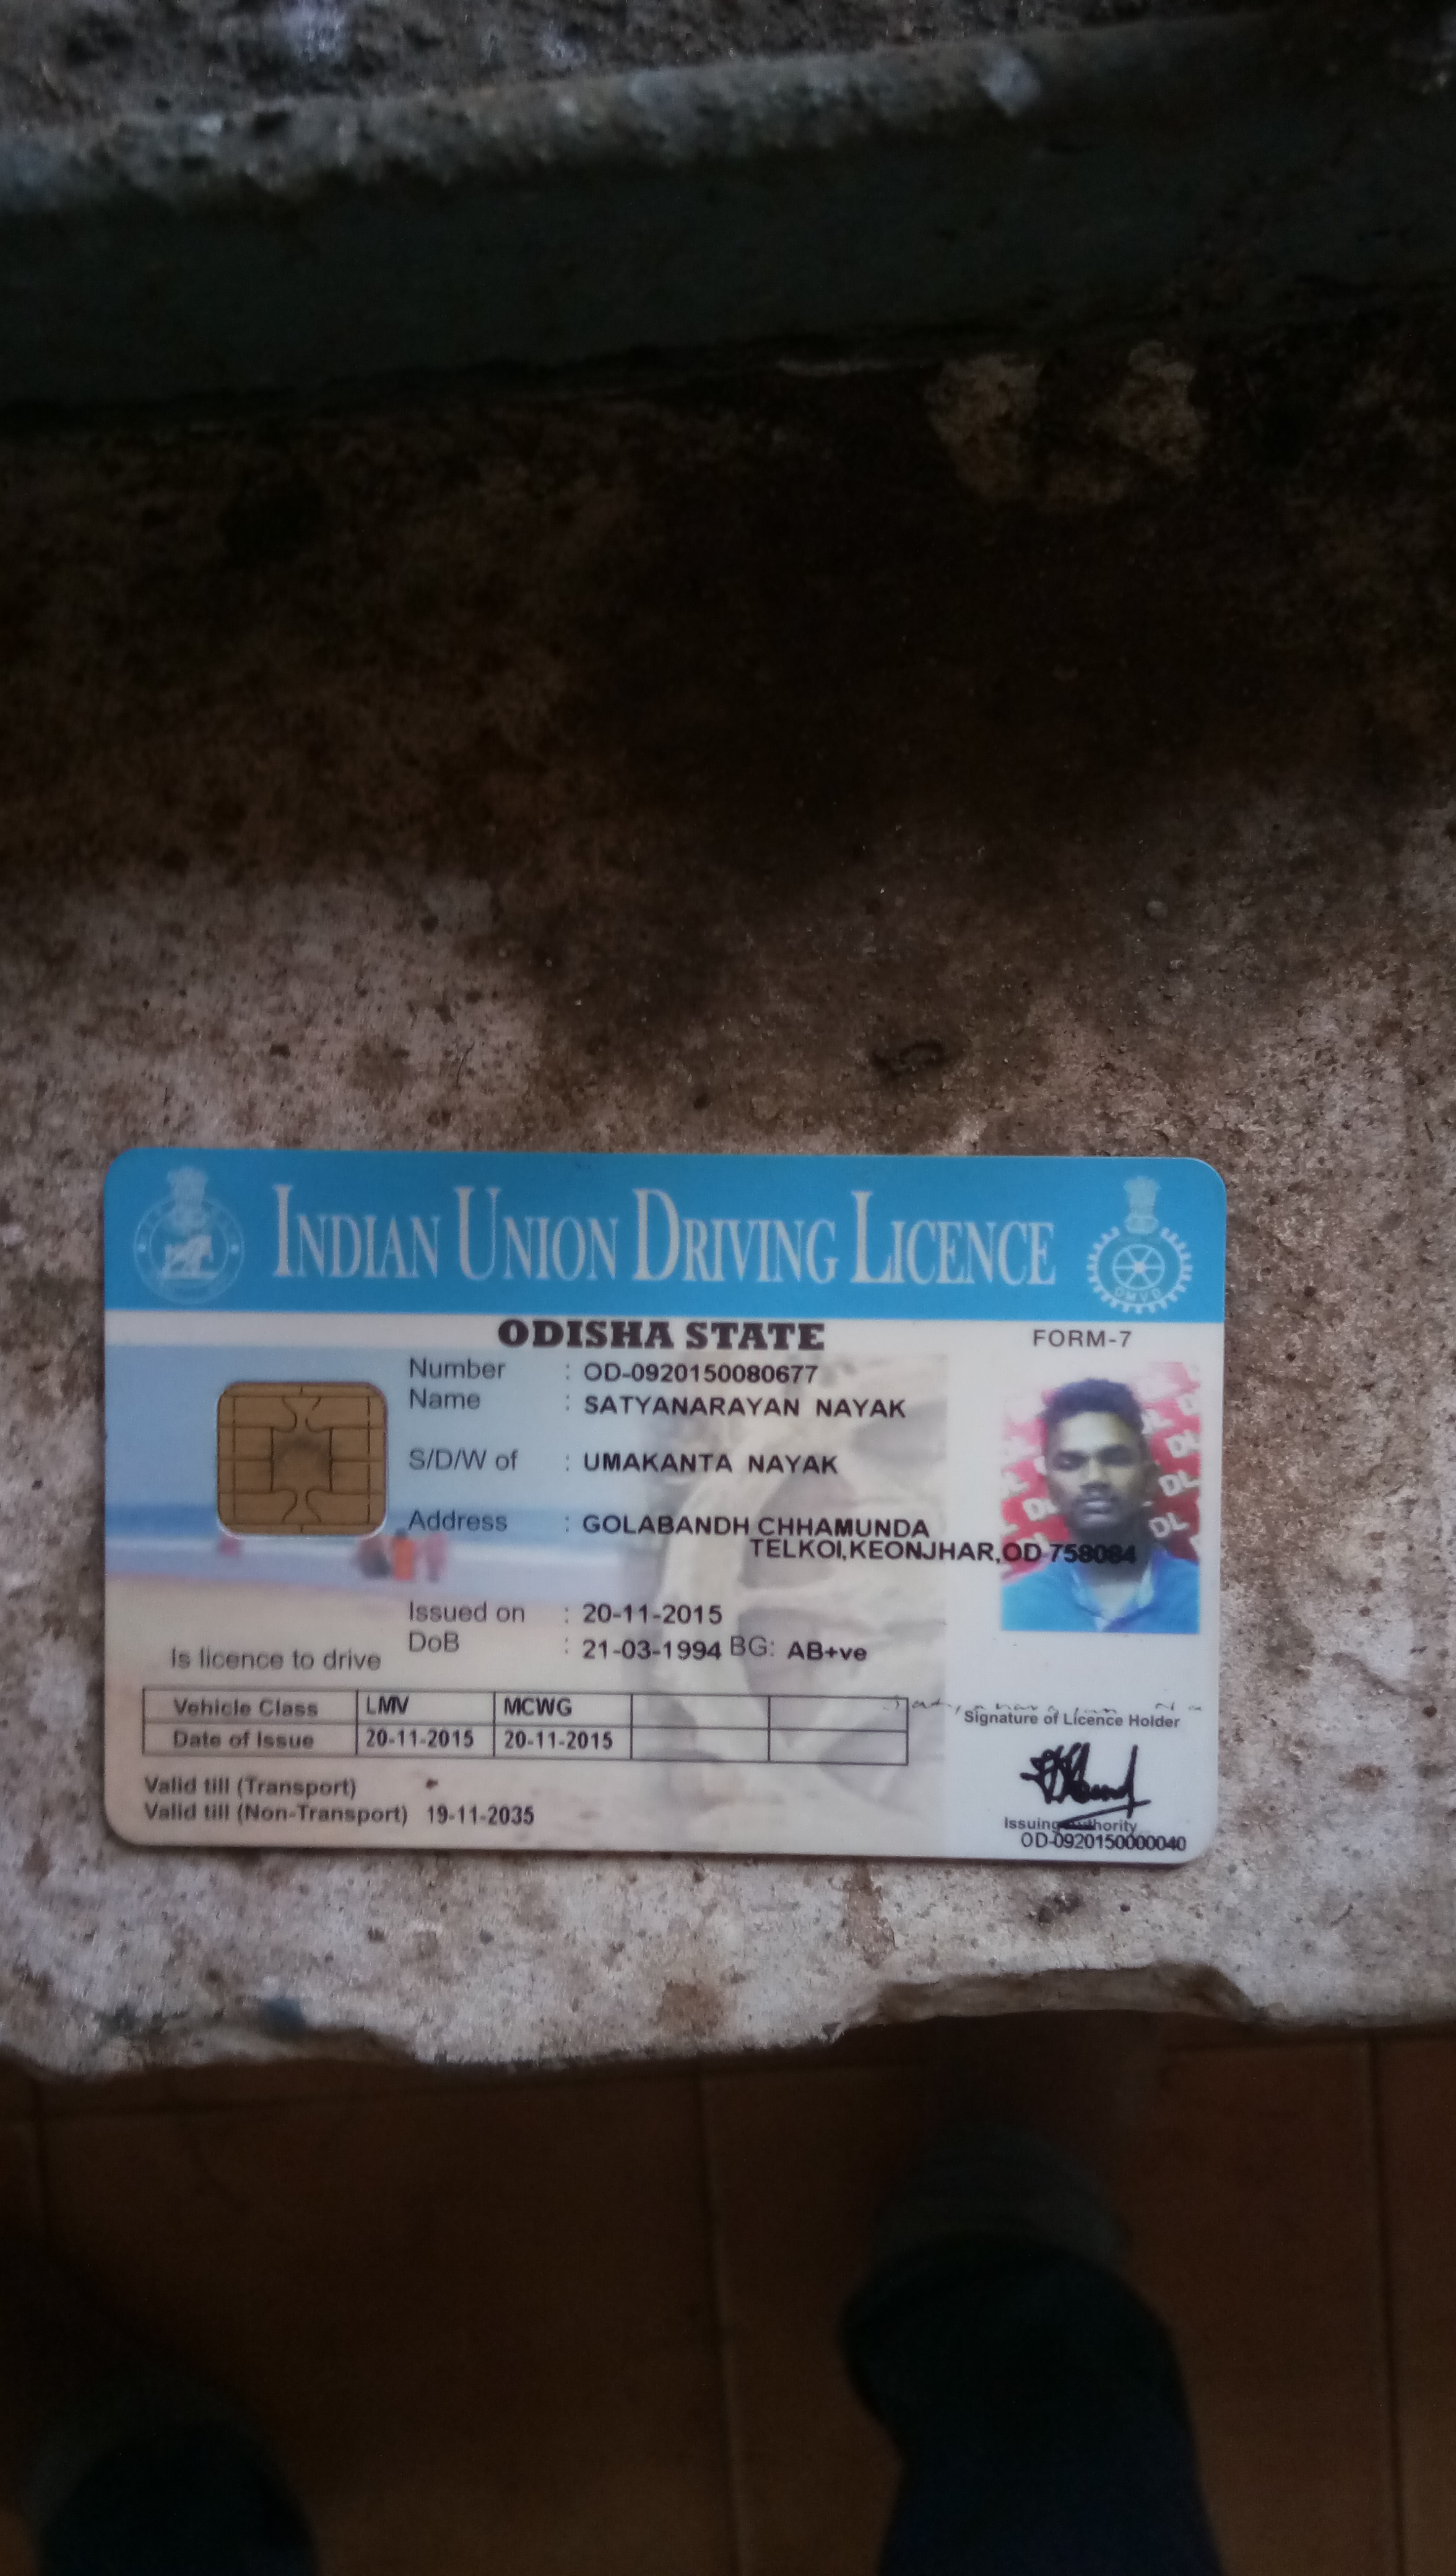 INDIAN UNION DRIVING LICENCE
OMVD
ODISHA STATE
FORM-7
Number : OD-0920150080677
Name : SATYANARAYAN NAYAK
S/D/W of : UMAKANTA NAYAK
Address : GOLABANDH CHHAMUNDA
TELKOI,KEONJHAR,OD 758084
Issued on : 20-11-2015
DoB : 21-03-1994 BG: AB+ve
Is licence to drive
Vehicle Class LMV MCWG
Date of Issue 20-11-2015 20-11-2015
Signature of Licence Holder
Valid till (Transport)
Valid till (Non-Transport) 19-11-2035
Issuing Authority
OD-0920150000040
DL DL DL DL